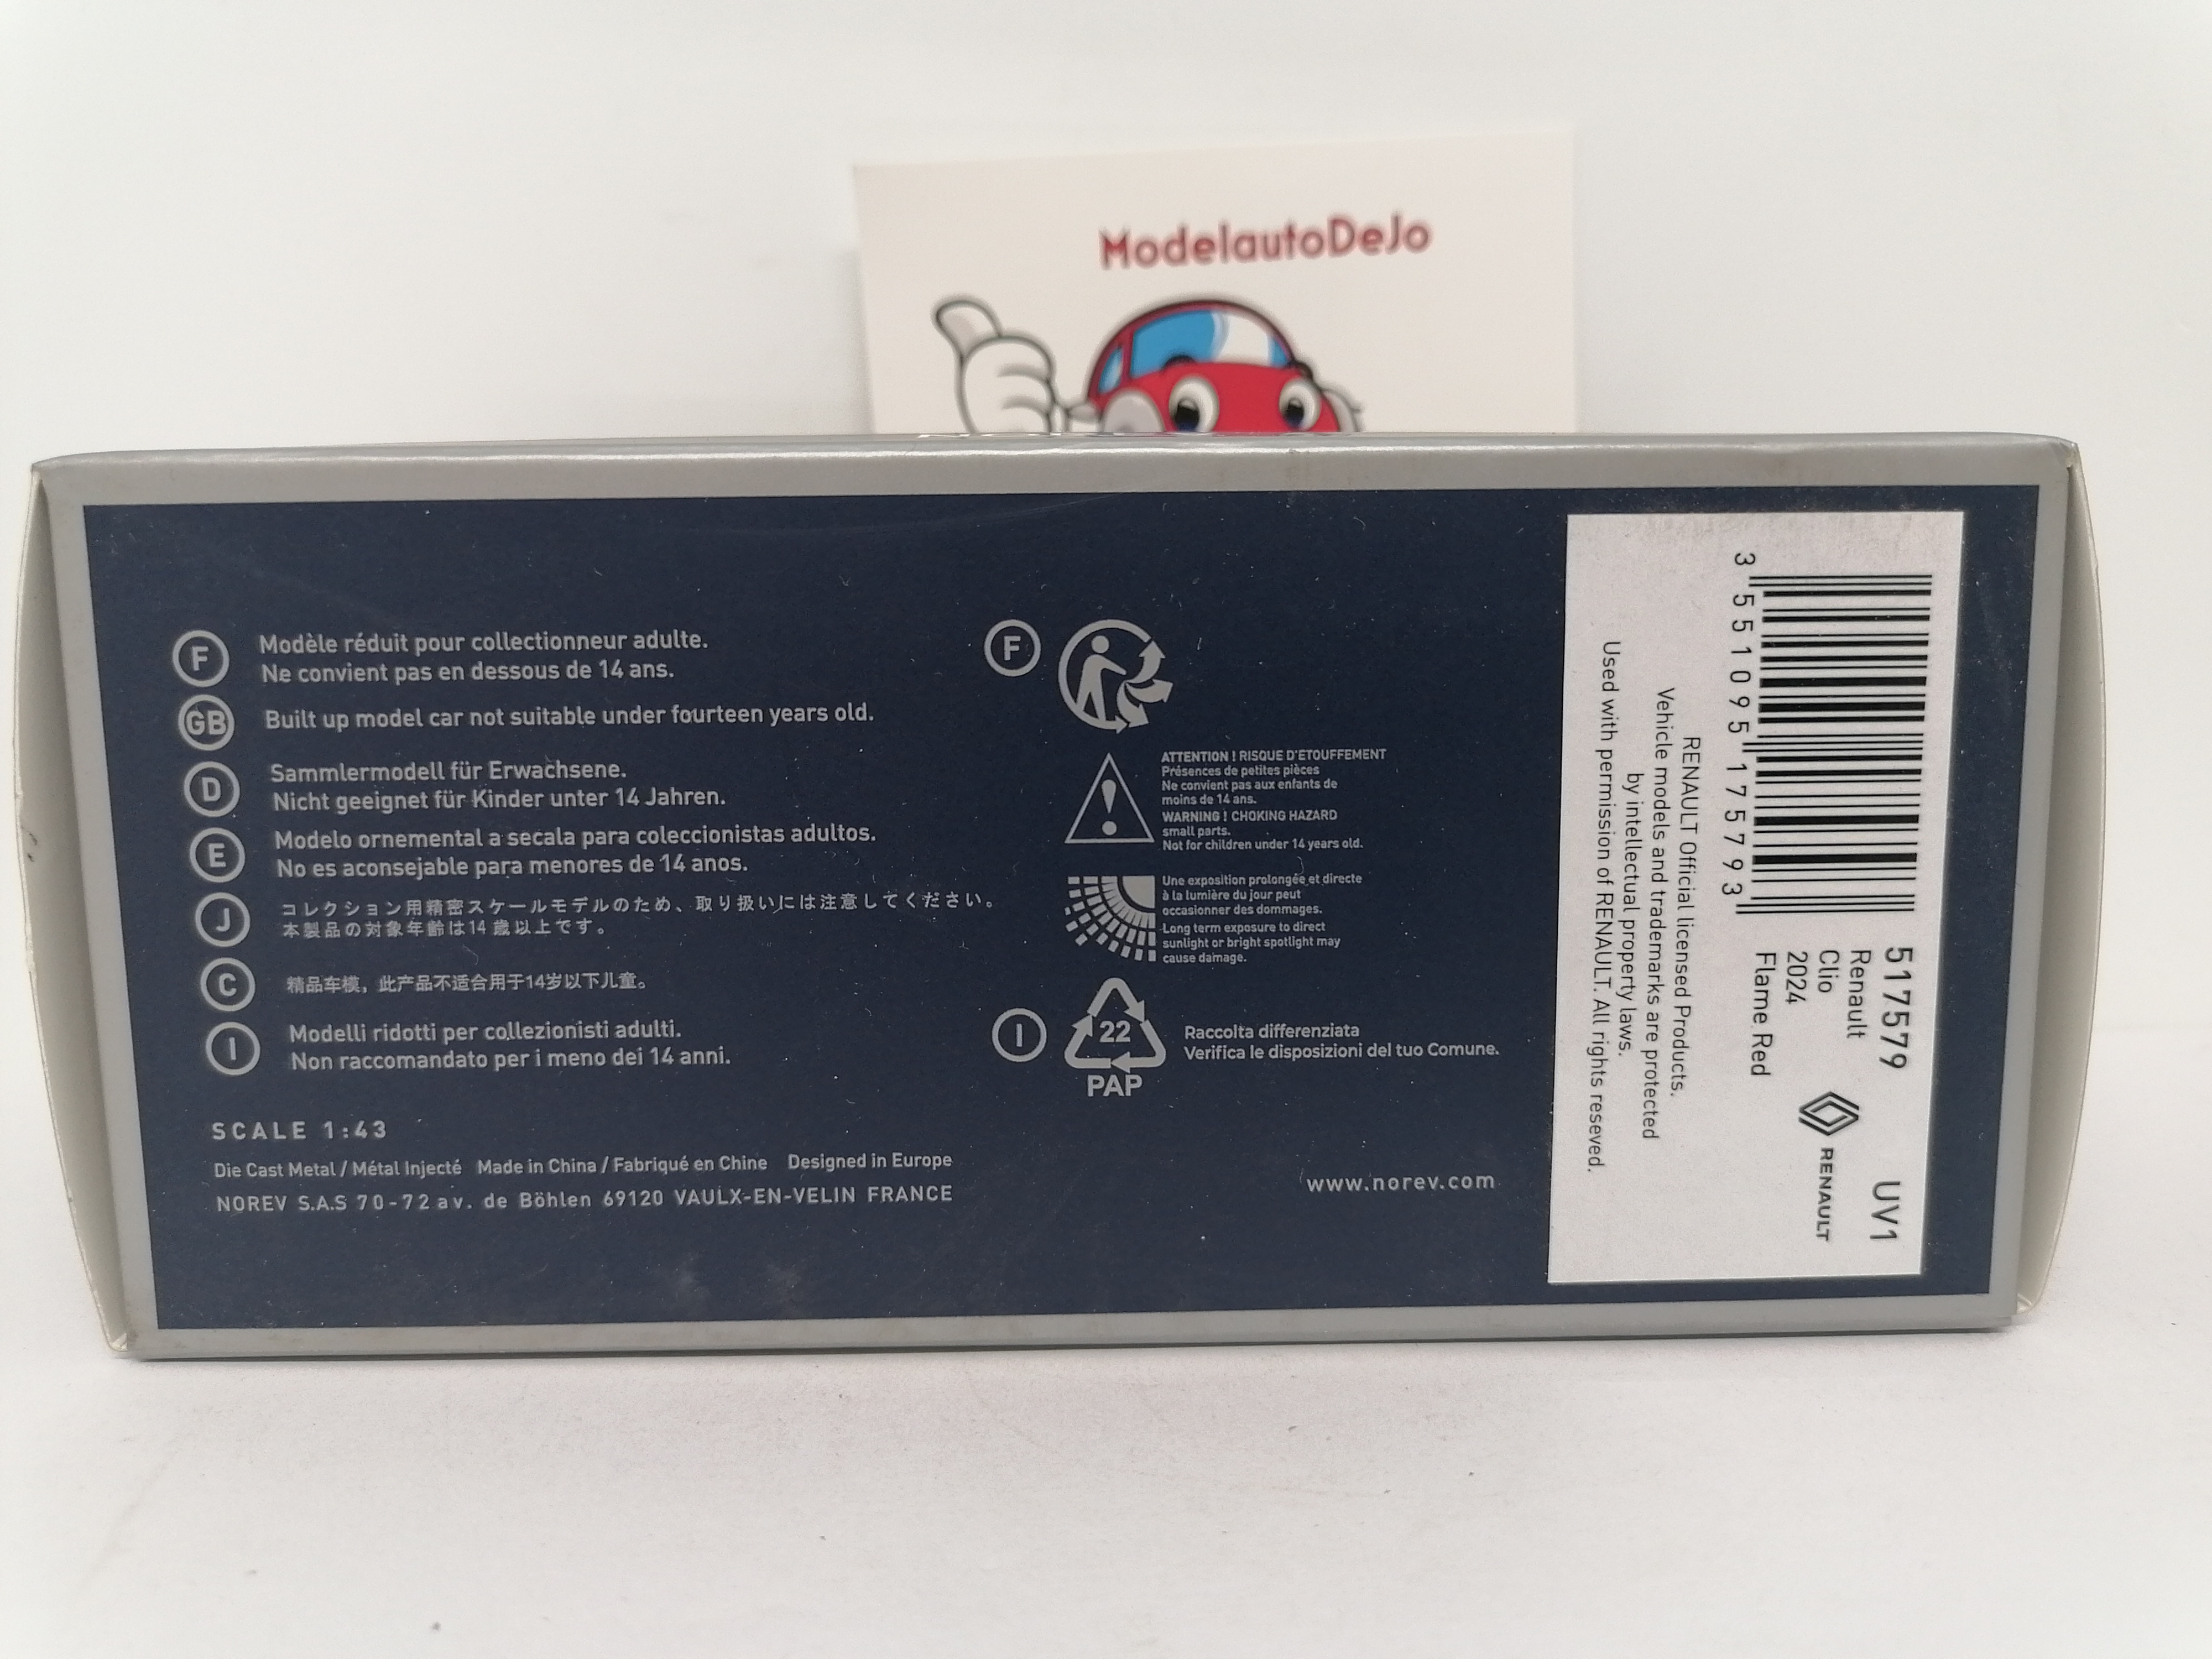 ModelautoDeJo
F
Modèle réduit pour collectionneur adulte.
Ne convient pas en dessous de 14 ans.
GB
Built up model car not suitable under fourteen years old.
D
Sammlermodell für Erwachsene.
Nicht geeignet für Kinder unter 14 Jahren.
E
Modelo ornemental a secala para coleccionistas adultos.
No es aconsejable para menores de 14 anos.
J
コレクション用精密スケールモデルのため、取り扱いには注意してください。
本製品の対象年齢は14歳以上です。
C
精品车模，此产品不适合用于14岁以下儿童。
I
Modelli ridotti per collezionisti adulti.
Non raccomandato per i meno dei 14 anni.
SCALE 1:43
Die Cast Metal / Métal Injecté Made in China / Fabriqué en Chine Designed in Europe
NOREV S.A.S 70-72 av. de Böhlen 69120 VAULX-EN-VELIN FRANCE
F
ATTENTION ! RISQUE D'ETOUFFEMENT
Présences de petites pièces
Ne convient pas aux enfants de
moins de 14 ans.
WARNING ! CHOKING HAZARD
small parts.
Not for children under 14 years old.
Une exposition prolongée et directe
à la lumière du jour peut
occasionner des dommages.
Long term exposure to direct
sunlight or bright spotlight may
cause damage.
I
22
PAP
Raccolta differenziata
Verifica le disposizioni del tuo Comune.
www.norev.com
3 551095 175793
517579 UV1
Renault
Clio
2024
Flame Red
RENAULT
RENAULT Official licensed Products.
Vehicle models and trademarks are protected
by intellectual property laws.
Used with permission of RENAULT. All rights reseved.